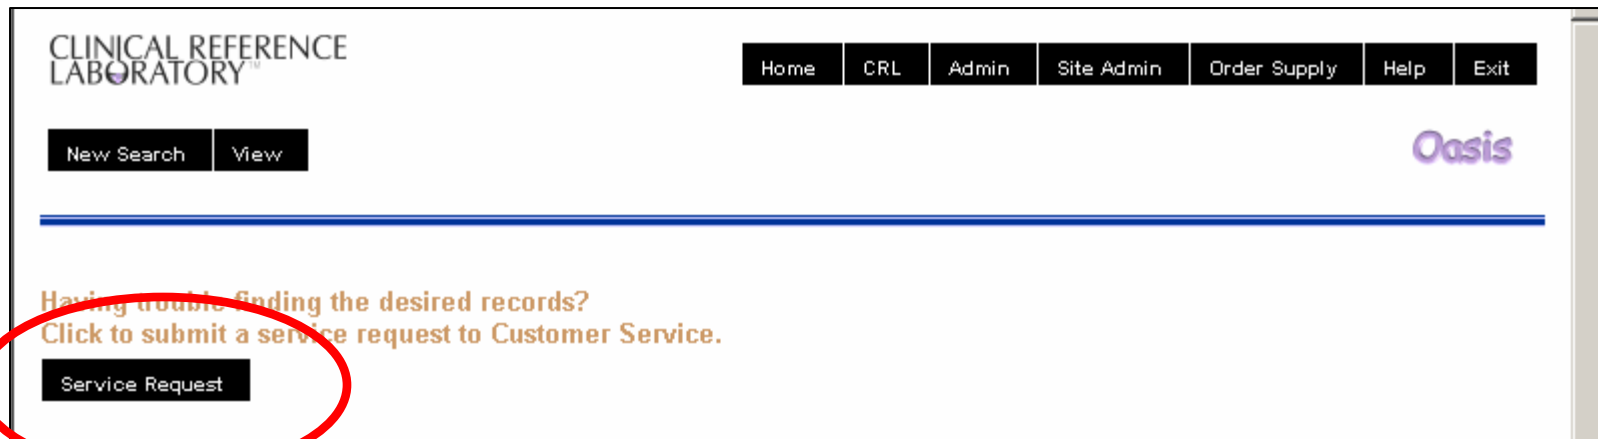 CLINICAL REFERENCE
LABORATORY™
Home CRL Admin Site Admin Order Supply Help Exit
New Search View
Oasis
Having trouble finding the desired records?
Click to submit a service request to Customer Service.
Service Request